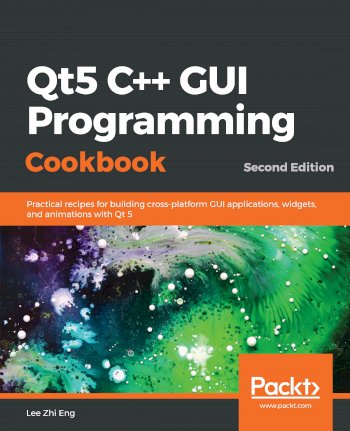 Qt5 C++ GUI
Programming
Cookbook
Second Edition
Practical recipes for building cross-platform GUI applications, widgets,
and animations with Qt 5
Packt>
www.packt.com
Lee Zhi Eng